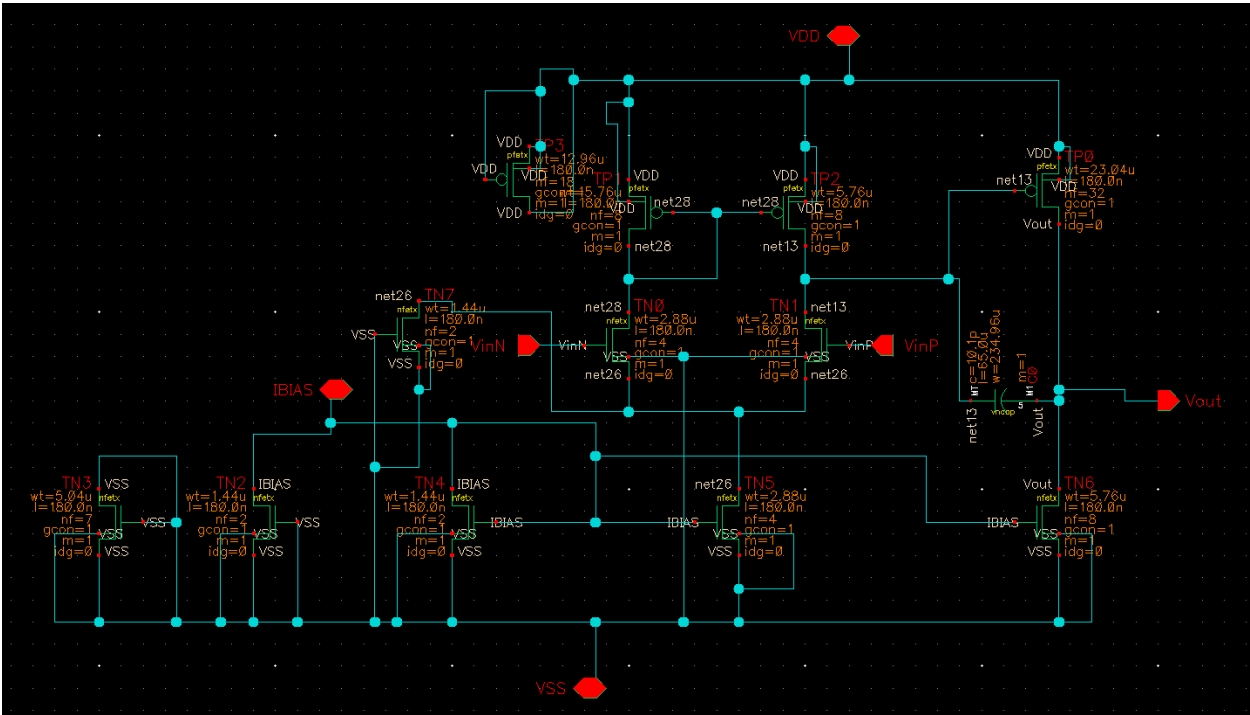 VDD
TP3
VDD
pfetx
wt=12.96u
l=180.0n
VDD
VDD
nf=18
m=1
idg=0
VDD
VDD
pfetx
wt=5.76u
l=180.0n
VDD
net28
nf=8
gcon=1
m=1
idg=0
net28
TP2
VDD
pfetx
wt=5.76u
l=180.0n
net28
VDD
nf=8
gcon=1
m=1
idg=0
net13
TP0
VDD
pfetx
wt=23.04u
l=180.0n
net13
VDD
nf=32
gcon=1
m=1
idg=0
Vout
TN7
net26
nfetx
wt=1.44u
l=180.0n
VSS
VSS
nf=2
gcon=1
m=1
idg=0
VSS
VinN
VinN
TN0
net28
nfetx
wt=2.88u
l=180.0n
nf=4
gcon=1
VSS
m=1
idg=0
net26
TN1
net13
nfetx
wt=2.88u
l=180.0n
nf=4
gcon=1
VSS
m=1
idg=0
net26
VinP
VinP
C0
c=10.1p
l=65.0u
w=234.96u
m=1
MT
M1
5
vncap
net13
Vout
Vout
IBIAS
TN3
VSS
nfetx
wt=5.04u
l=180.0n
nf=7
gcon=1
VSS
VSS
m=1
idg=0
VSS
TN2
IBIAS
nfetx
wt=1.44u
l=180.0n
nf=2
gcon=1
VSS
VSS
m=1
idg=0
VSS
TN4
IBIAS
nfetx
wt=1.44u
l=180.0n
nf=2
gcon=1
IBIAS
VSS
m=1
idg=0
VSS
TN5
net26
nfetx
wt=2.88u
l=180.0n
nf=4
gcon=1
IBIAS
VSS
m=1
idg=0
VSS
TN6
Vout
nfetx
wt=5.76u
l=180.0n
nf=8
gcon=1
IBIAS
VSS
m=1
idg=0
VSS
VSS